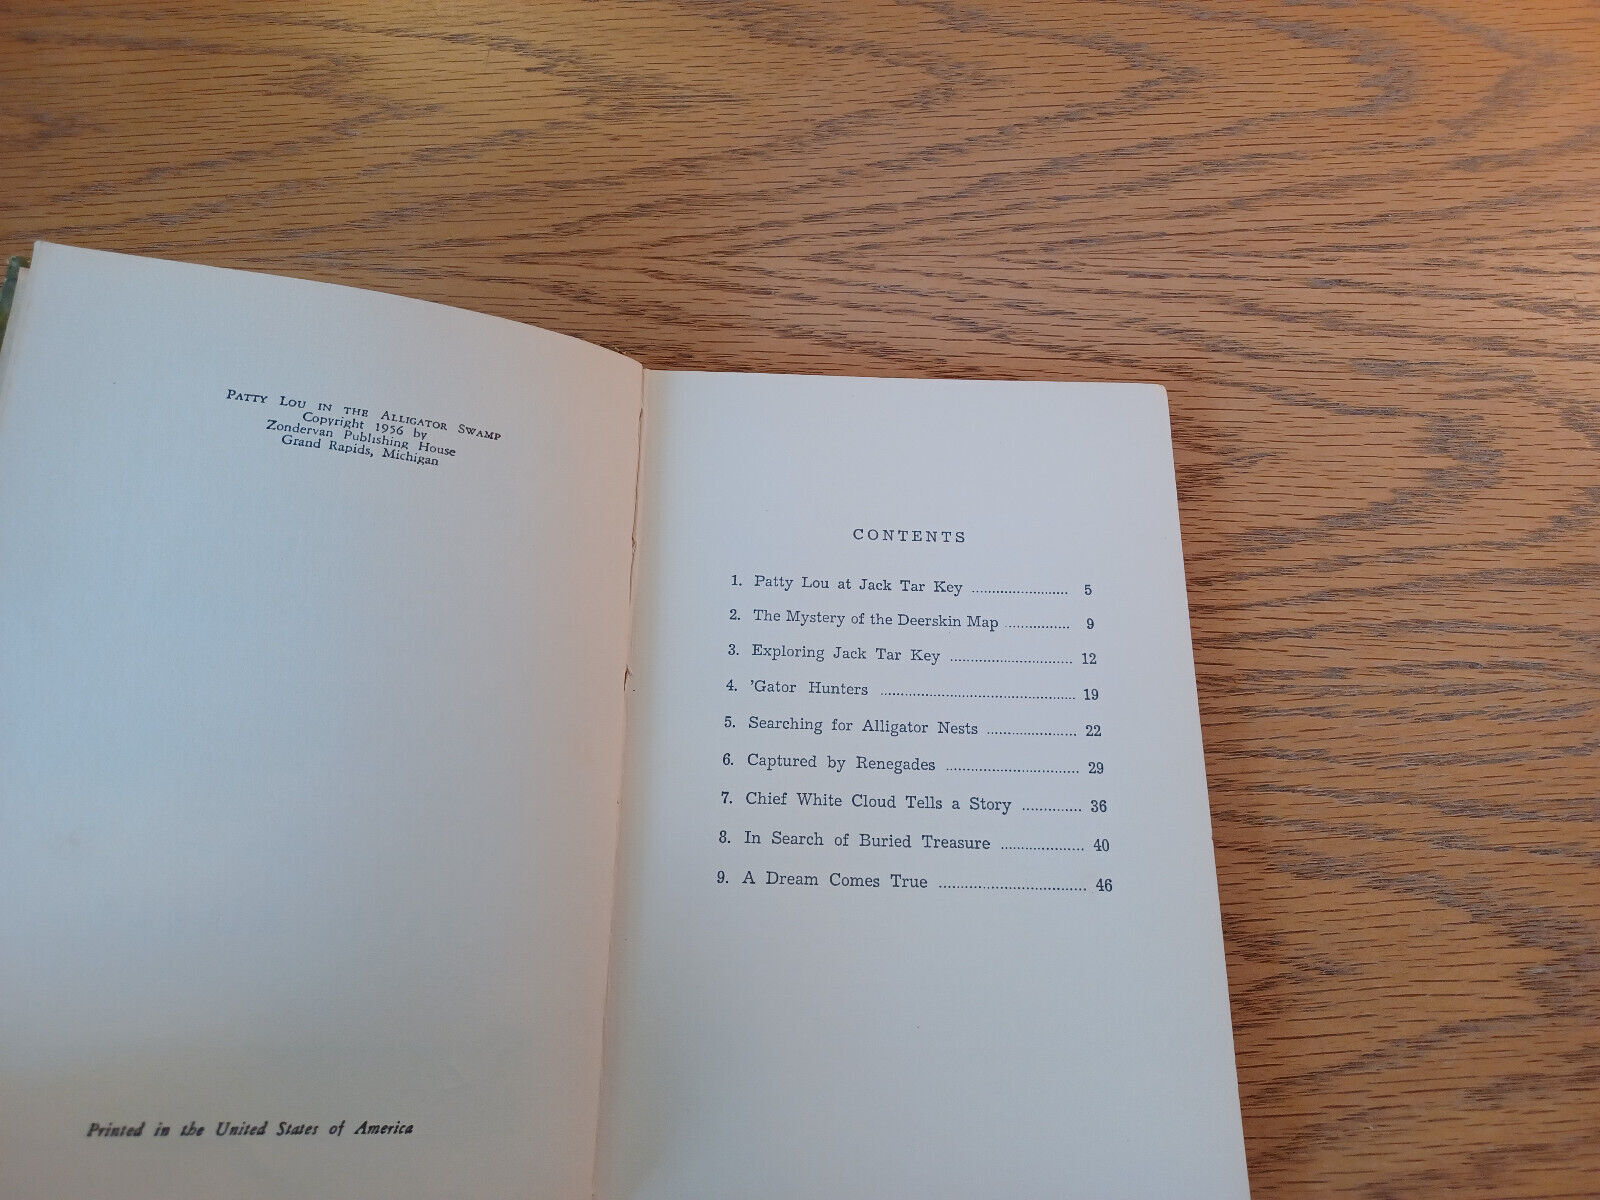 Patty Lou in the Alligator Swamp
Copyright 1956 by
Zondervan Publishing House
Grand Rapids, Michigan
Printed in the United States of America
CONTENTS
1. Patty Lou at Jack Tar Key ........................ 5
2. The Mystery of the Deerskin Map ................ 9
3. Exploring Jack Tar Key .............................. 12
4. 'Gator Hunters ................................................ 19
5. Searching for Alligator Nests ...................... 22
6. Captured by Renegades ................................. 29
7. Chief White Cloud Tells a Story ............. 36
8. In Search of Buried Treasure .................... 40
9. A Dream Comes True .................................. 46